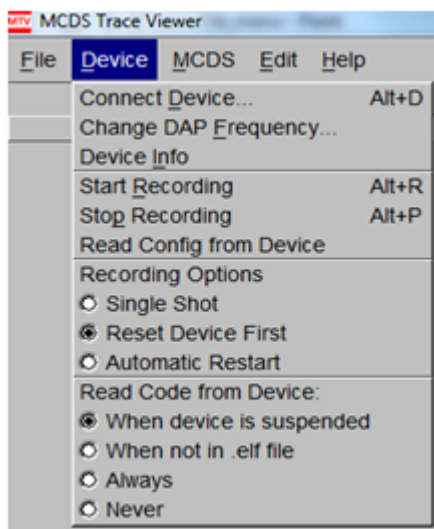 MTV MCDS Trace Viewer
File Device MCDS Edit Help
Connect Device... Alt+D
Change DAP Frequency...
Device Info
Start Recording Alt+R
Stop Recording Alt+P
Read Config from Device
Recording Options
Single Shot
Reset Device First
Automatic Restart
Read Code from Device:
When device is suspended
When not in .elf file
Always
Never